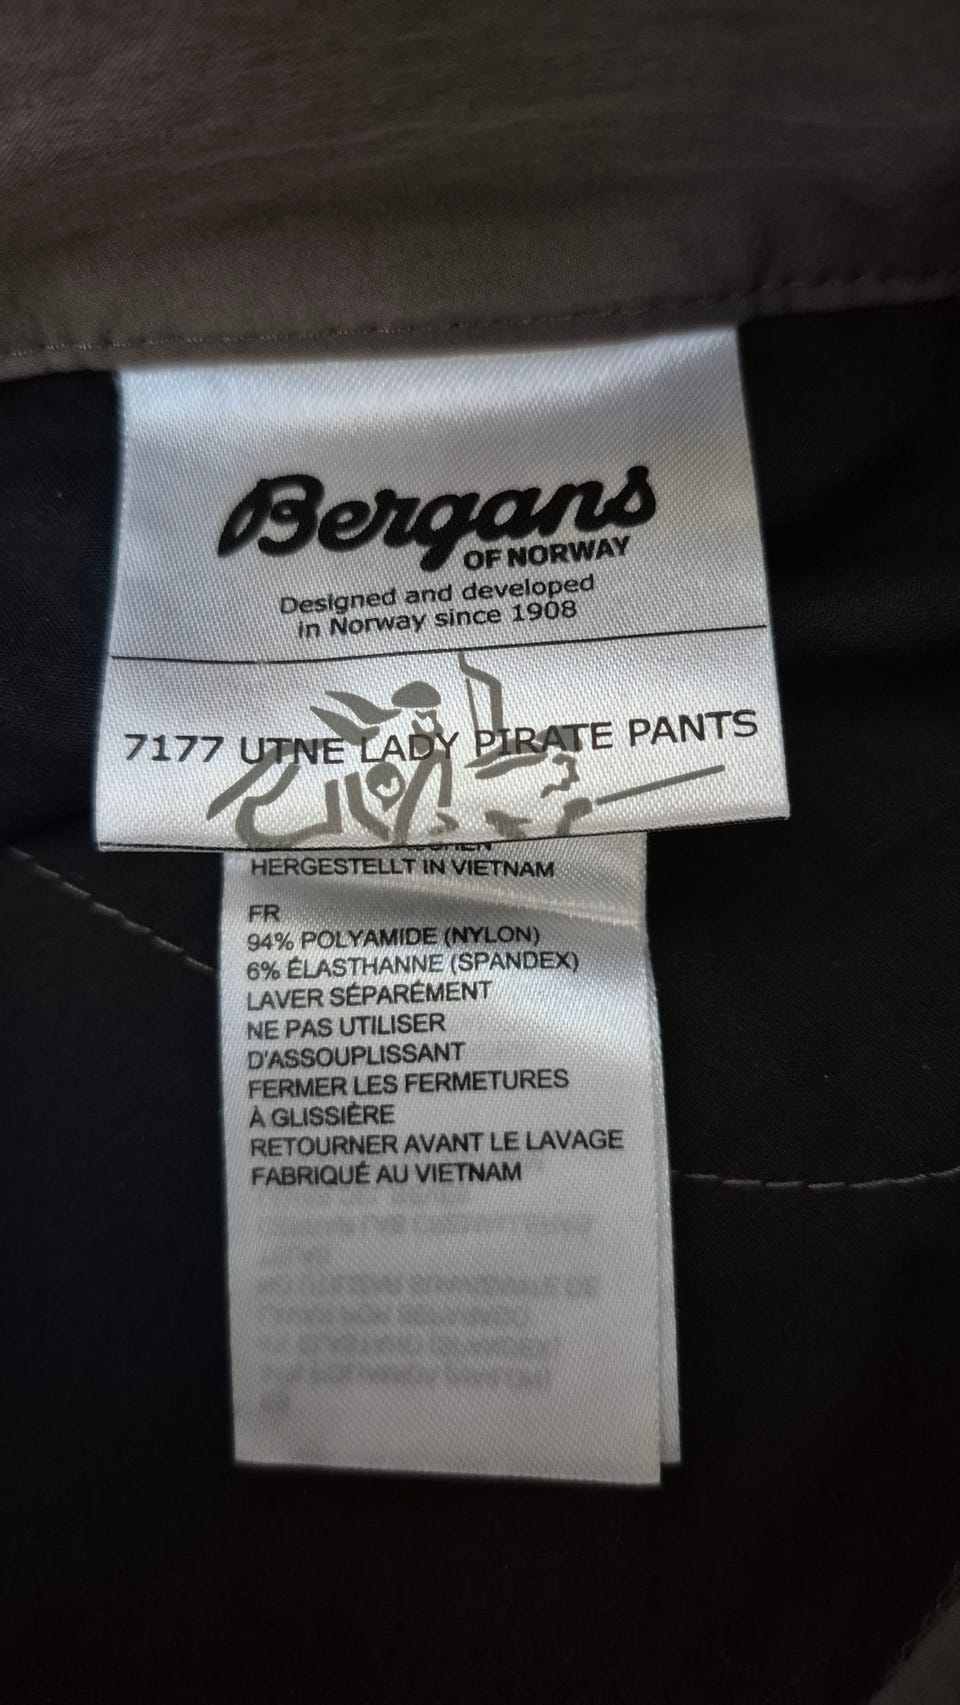 Bergans
OF NORWAY
Designed and developed
in Norway since 1908
7177 UTNE LADY PIRATE PANTS
HERGESTELLT IN VIETNAM
FR
94% POLYAMIDE (NYLON)
6% ÉLASTHANNE (SPANDEX)
LAVER SÉPARÉMENT
NE PAS UTILISER
D'ASSOUPLISSANT
FERMER LES FERMETURES
À GLISSIÈRE
RETOURNER AVANT LE LAVAGE
FABRIQUÉ AU VIETNAM